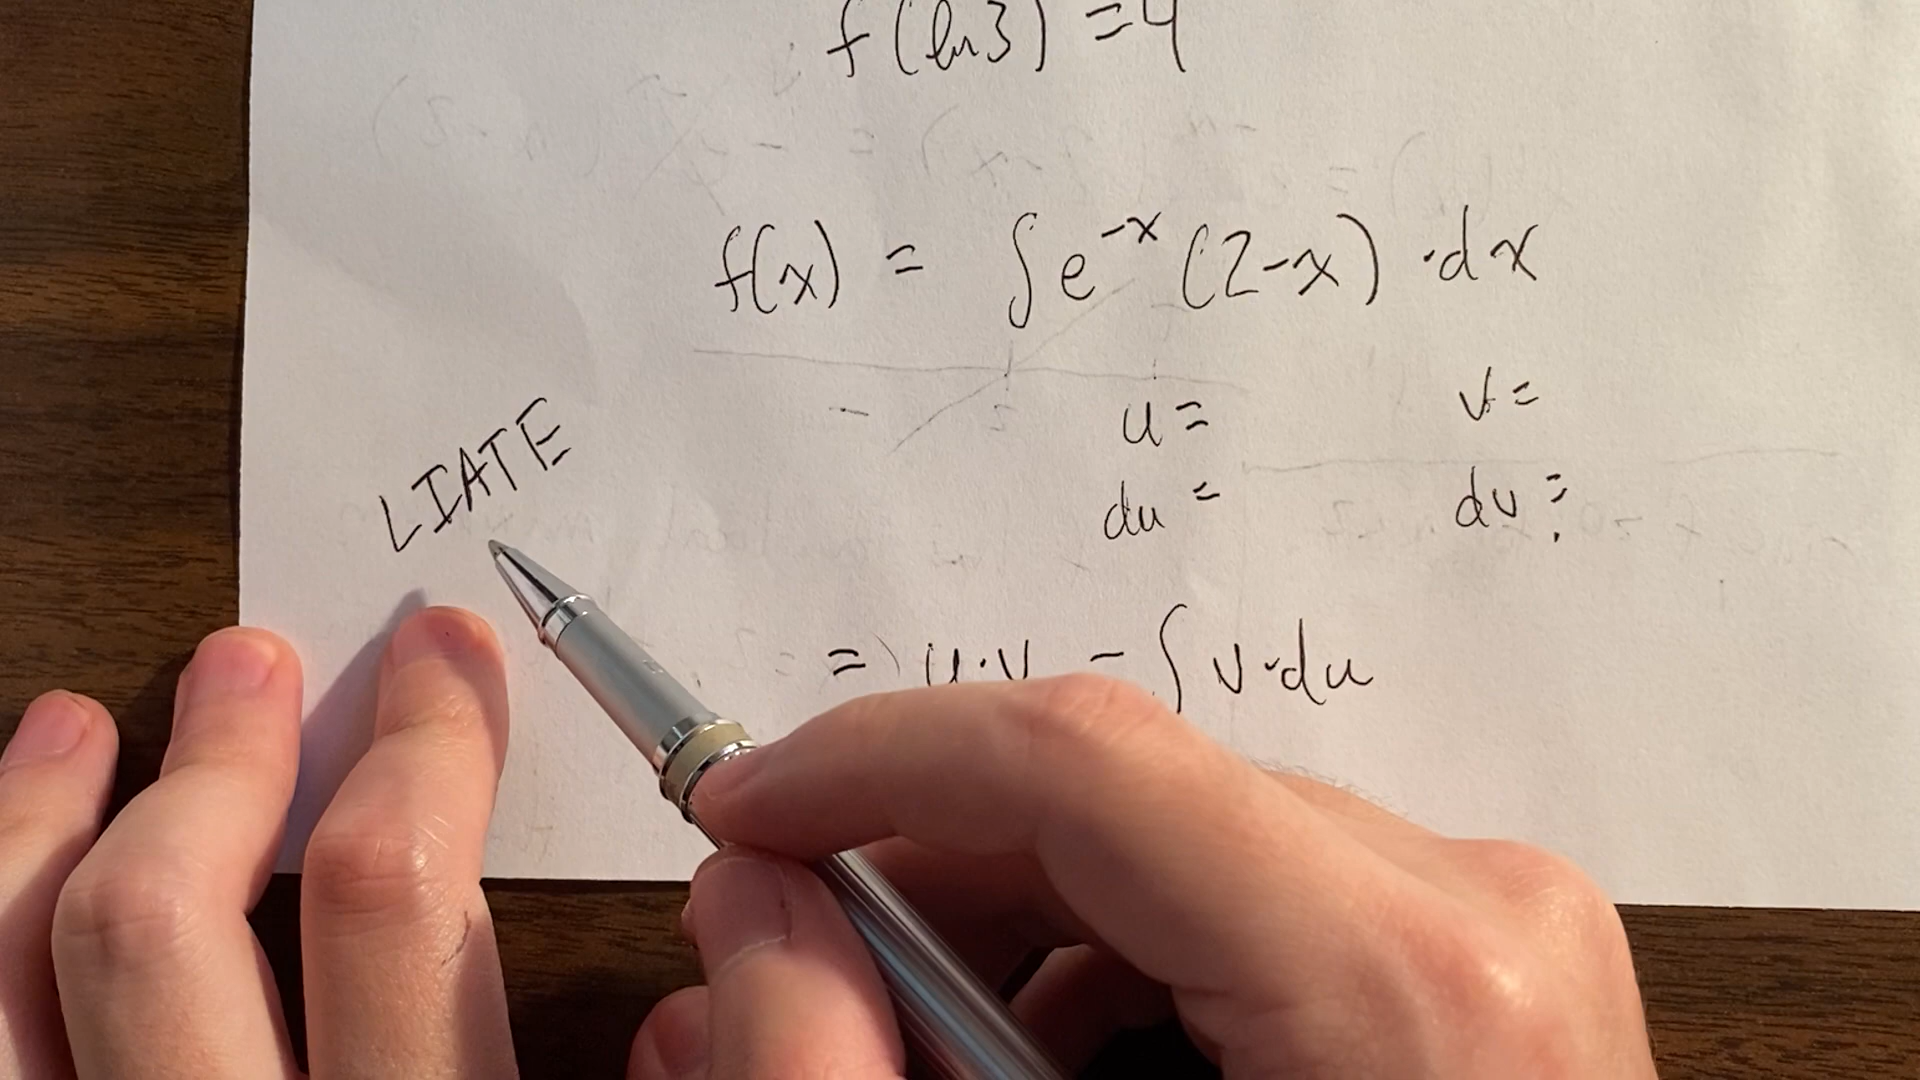 f(ln3) = 4
f(x) = ∫e^{-x} (2-x) · dx
u = v =
du = dv =
LIATE
= u·v - ∫v·du